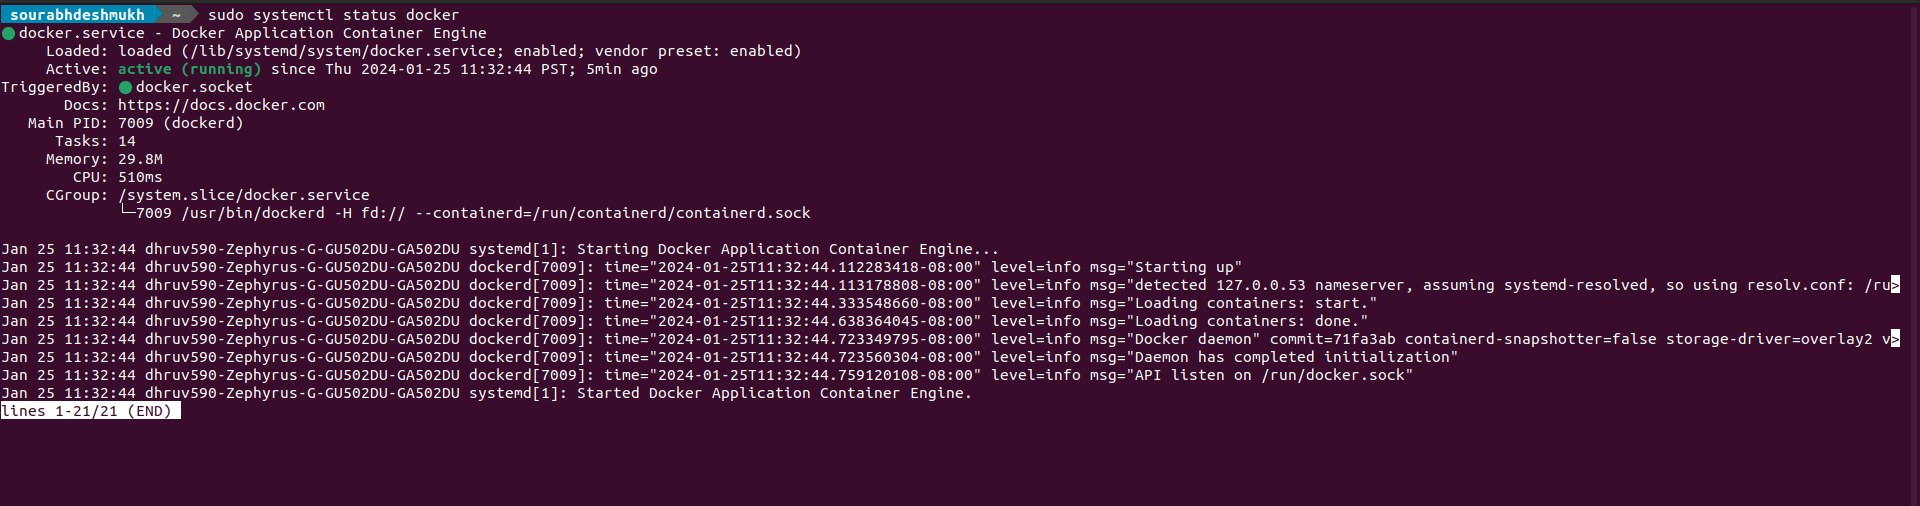 sourabhdeshmukh ~ sudo systemctl status docker
docker.service - Docker Application Container Engine
Loaded: loaded (/lib/systemd/system/docker.service; enabled; vendor preset: enabled)
Active: active (running) since Thu 2024-01-25 11:32:44 PST; 5min ago
TriggeredBy: docker.socket
Docs: https://docs.docker.com
Main PID: 7009 (dockerd)
Tasks: 14
Memory: 29.8M
CPU: 510ms
CGroup: /system.slice/docker.service
└─7009 /usr/bin/dockerd -H fd:// --containerd=/run/containerd/containerd.sock
Jan 25 11:32:44 dhruv590-Zephyrus-G-GU502DU-GA502DU systemd[1]: Starting Docker Application Container Engine...
Jan 25 11:32:44 dhruv590-Zephyrus-G-GU502DU-GA502DU dockerd[7009]: time="2024-01-25T11:32:44.112283418-08:00" level=info msg="Starting up"
Jan 25 11:32:44 dhruv590-Zephyrus-G-GU502DU-GA502DU dockerd[7009]: time="2024-01-25T11:32:44.113178808-08:00" level=info msg="detected 127.0.0.53 nameserver, assuming systemd-resolved, so using resolv.conf: /ru>
Jan 25 11:32:44 dhruv590-Zephyrus-G-GU502DU-GA502DU dockerd[7009]: time="2024-01-25T11:32:44.333548660-08:00" level=info msg="Loading containers: start."
Jan 25 11:32:44 dhruv590-Zephyrus-G-GU502DU-GA502DU dockerd[7009]: time="2024-01-25T11:32:44.638364045-08:00" level=info msg="Loading containers: done."
Jan 25 11:32:44 dhruv590-Zephyrus-G-GU502DU-GA502DU dockerd[7009]: time="2024-01-25T11:32:44.723349795-08:00" level=info msg="Docker daemon" commit=71fa3ab containerd-snapshotter=false storage-driver=overlay2 v>
Jan 25 11:32:44 dhruv590-Zephyrus-G-GU502DU-GA502DU dockerd[7009]: time="2024-01-25T11:32:44.723560304-08:00" level=info msg="Daemon has completed initialization"
Jan 25 11:32:44 dhruv590-Zephyrus-G-GU502DU-GA502DU dockerd[7009]: time="2024-01-25T11:32:44.759120108-08:00" level=info msg="API listen on /run/docker.sock"
Jan 25 11:32:44 dhruv590-Zephyrus-G-GU502DU-GA502DU systemd[1]: Started Docker Application Container Engine.
lines 1-21/21 (END)